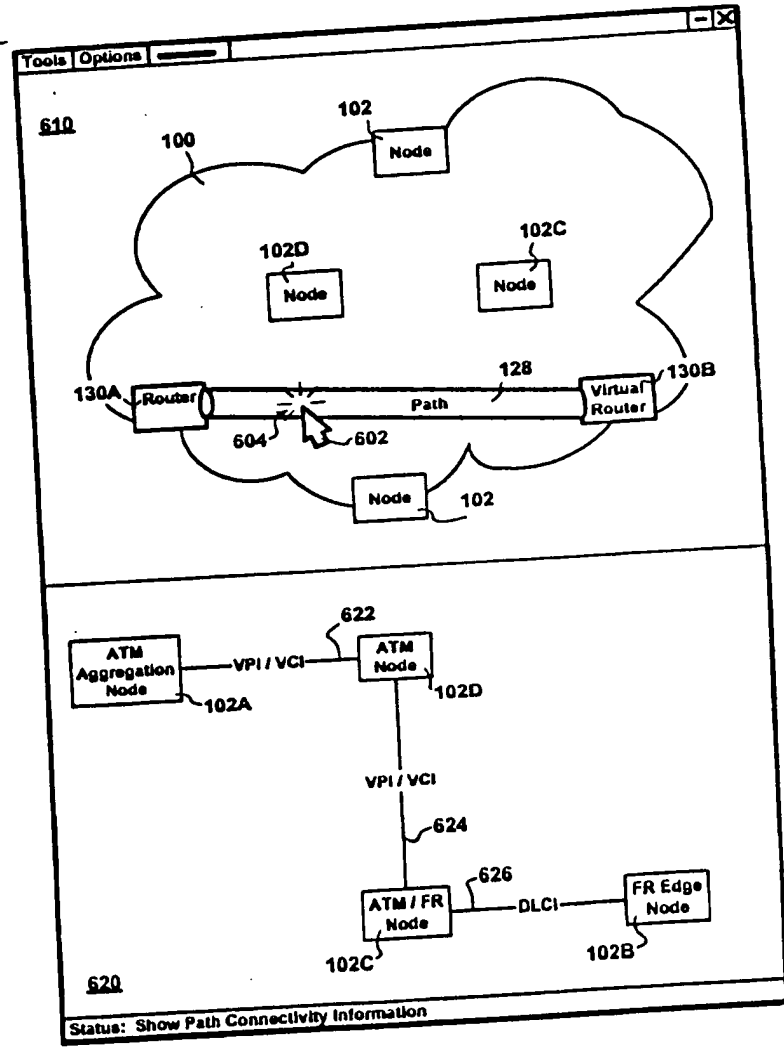 Tools Options
610
100
102
Node
102D
Node
102C
Node
130A
Router
128
Path
130B
Virtual
Router
604
602
Node
102
622
ATM
Aggregation
Node
VPI / VCI
ATM
Node
102A
102D
VPI / VCI
624
626
ATM / FR
Node
DLCI
FR Edge
Node
102C
102B
620
Status: Show Path Connectivity Information